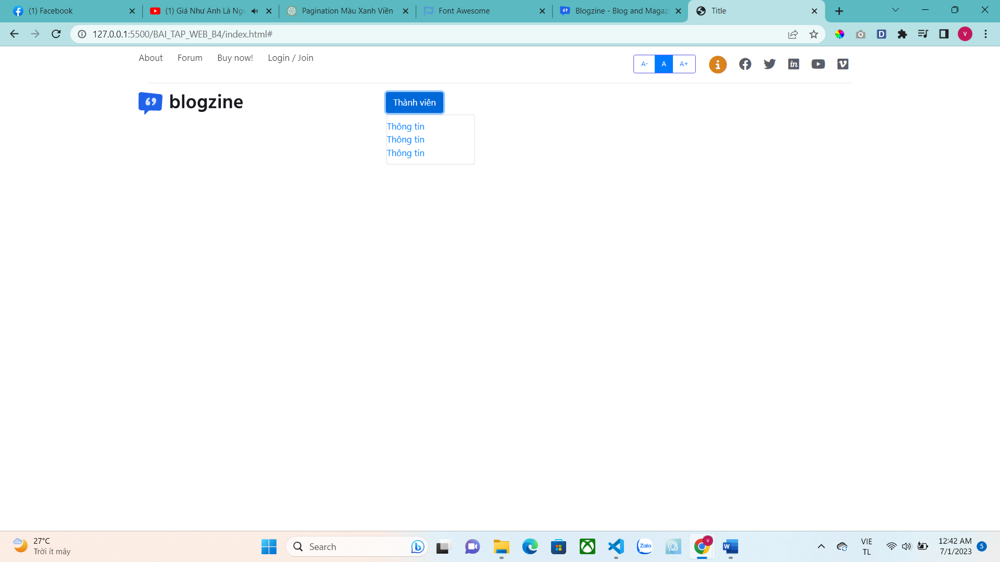 (1) Facebook
(1) Giá Như Anh Là Ngu
Pagination Màu Xanh Viền
Font Awesome
Blogzine - Blog and Magazi
Title
127.0.0.1:5500/BAI_TAP_WEB_B4/index.html#
D
V
About
Forum
Buy now!
Login / Join
A-
A
A+
blogzine
Thành viên
Thông tin
Thông tin
Thông tin
27°C
Trời ít mây
Search
Zalo
V
W
VIE
TL
12:42 AM
7/1/2023
5